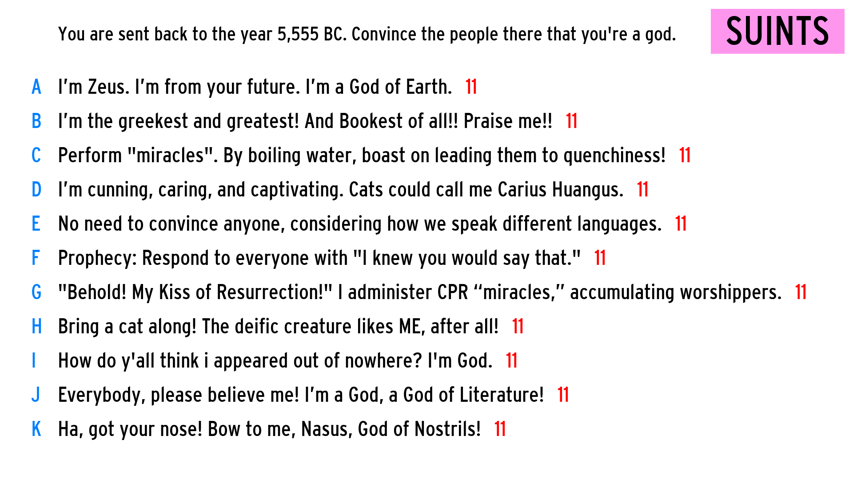 You are sent back to the year 5,555 BC. Convince the people there that you're a god.
SUINTS
A I’m Zeus. I’m from your future. I’m a God of Earth. 11
B I’m the greekest and greatest! And Bookest of all!! Praise me!! 11
C Perform "miracles". By boiling water, boast on leading them to quenchiness! 11
D I’m cunning, caring, and captivating. Cats could call me Carius Huangus. 11
E No need to convince anyone, considering how we speak different languages. 11
F Prophecy: Respond to everyone with "I knew you would say that." 11
G "Behold! My Kiss of Resurrection!" I administer CPR “miracles,” accumulating worshippers. 11
H Bring a cat along! The deific creature likes ME, after all! 11
I How do y'all think i appeared out of nowhere? I'm God. 11
J Everybody, please believe me! I’m a God, a God of Literature! 11
K Ha, got your nose! Bow to me, Nasus, God of Nostrils! 11